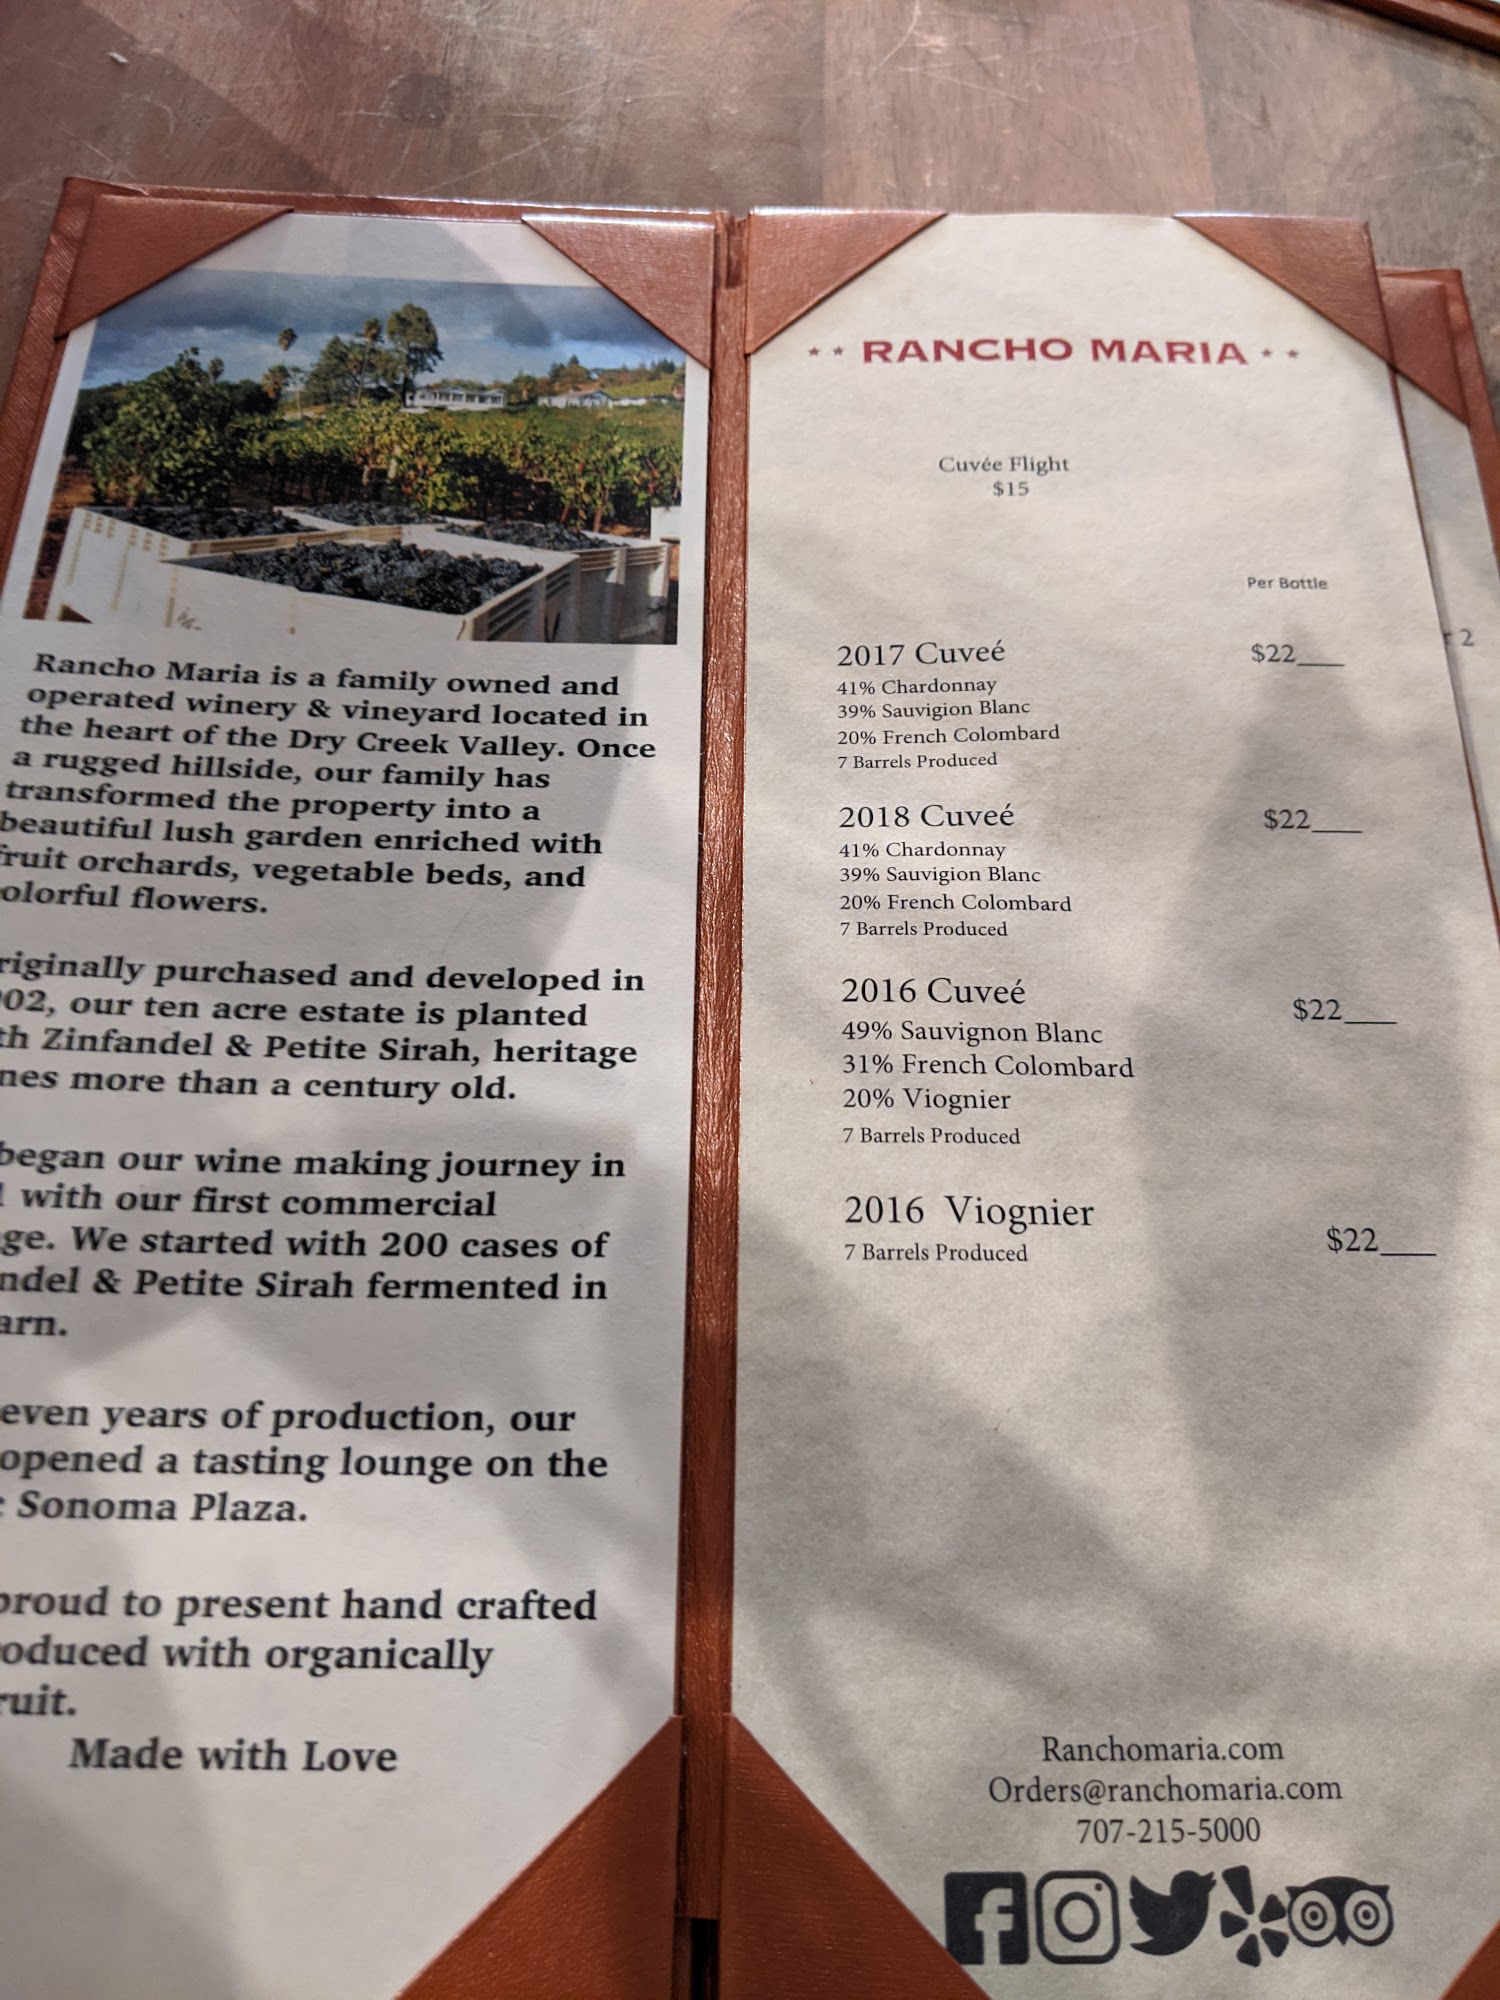 Rancho Maria is a family owned and
operated winery & vineyard located in
the heart of the Dry Creek Valley. Once
a rugged hillside, our family has
transformed the property into a
beautiful lush garden enriched with
fruit orchards, vegetable beds, and
olorful flowers.
riginally purchased and developed in
02, our ten acre estate is planted
th Zinfandel & Petite Sirah, heritage
nes more than a century old.
began our wine making journey in
with our first commercial
ge. We started with 200 cases of
ndel & Petite Sirah fermented in
arn.
even years of production, our
opened a tasting lounge on the
Sonoma Plaza.
proud to present hand crafted
oduced with organically
ruit.
Made with Love
RANCHO MARIA
Cuvée Flight
$15
Per Bottle
2017 Cuveé $22___
41% Chardonnay
39% Sauvigion Blanc
20% French Colombard
7 Barrels Produced
2018 Cuveé $22___
41% Chardonnay
39% Sauvigion Blanc
20% French Colombard
7 Barrels Produced
2016 Cuveé $22___
49% Sauvignon Blanc
31% French Colombard
20% Viognier
7 Barrels Produced
2016 Viognier $22___
7 Barrels Produced
Ranchomaria.com
Orders@ranchomaria.com
707-215-5000
2